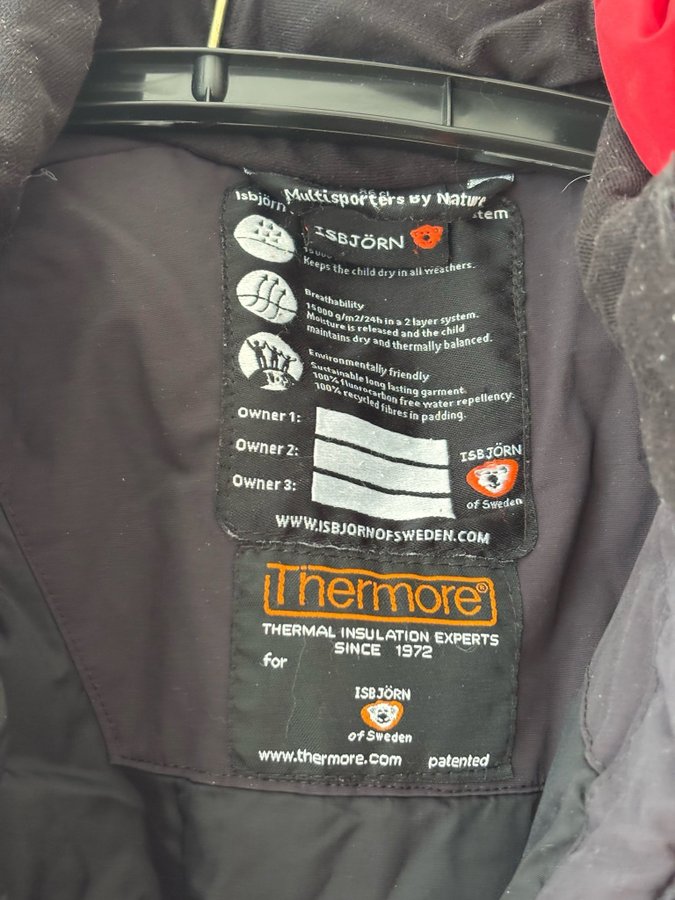 Multisporters By Nature
Isbjörn
ISBJÖRN
Keeps the child dry in all weathers.
Breathability
15000 g/m2/24h in a 2 layer system.
Moisture is released and the child
maintains dry and thermally balanced.
Environmentally friendly
Sustainable long lasting garment.
100% fluorocarbon free water repellency.
100% recycled fibres in padding.
Owner 1:
Owner 2:
Owner 3:
ISBJÖRN
of Sweden
WWW.ISBJORNOFSWEDEN.COM
Thermore®
THERMAL INSULATION EXPERTS
SINCE 1972
for
ISBJÖRN
of Sweden
www.thermore.com patented